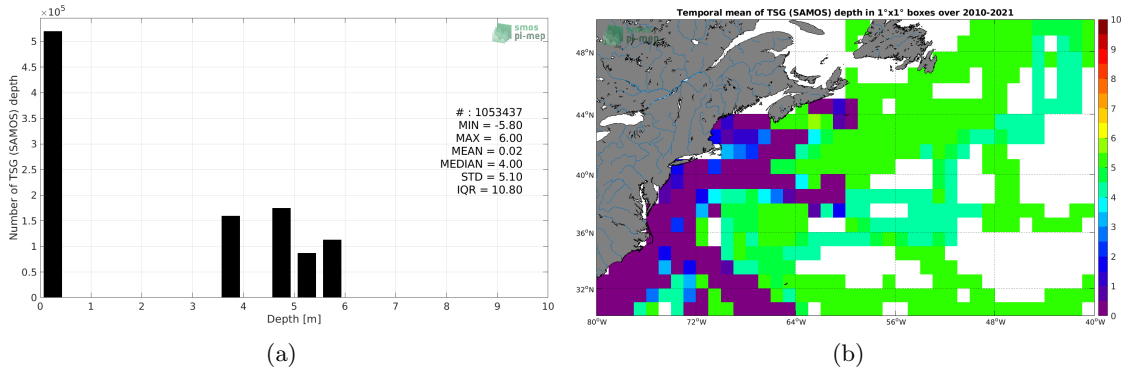 ×10⁵
5
4.5
4
3.5
3
2.5
2
1.5
1
0.5
0
0 1 2 3 4 5 6 7 8 9 10
Number of TSG (SAMOS) depth
Depth [m]
smos
pi-mep
# : 1053437
MIN = -5.80
MAX = 6.00
MEAN = 0.02
MEDIAN = 4.00
STD = 5.10
IQR = 10.80
(a)
Temporal mean of TSG (SAMOS) depth in 1°x1° boxes over 2010-2021
smos
pi-mep
48°N
44°N
40°N
36°N
32°N
80°W 72°W 64°W 56°W 48°W 40°W
10
9
8
7
6
5
4
3
2
1
0
(b)